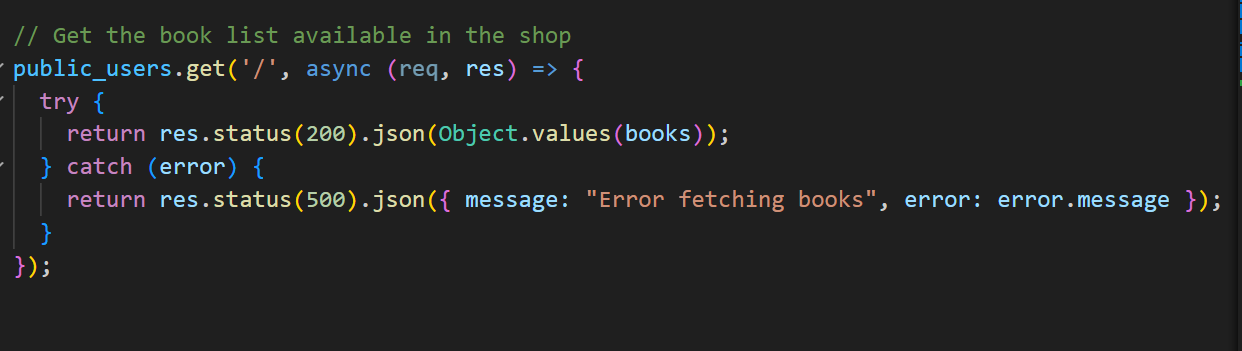 // Get the book list available in the shop
public_users.get('/', async (req, res) => {
  try {
    return res.status(200).json(Object.values(books));
  } catch (error) {
    return res.status(500).json({ message: "Error fetching books", error: error.message });
  }
});